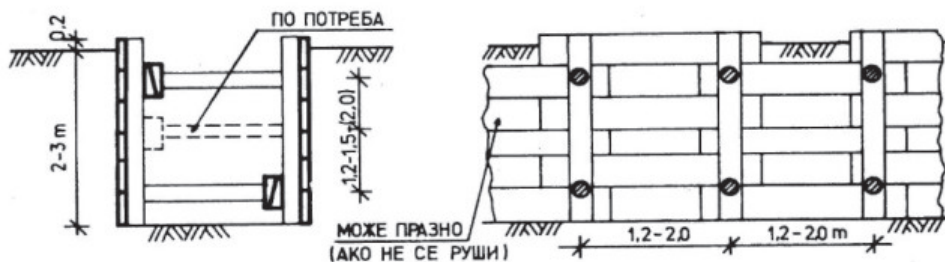 ПО ПОТРЕБА
0,2
2-3 m
1,2-1,5-(2,0)
МОЖЕ ПРАЗНО
(АКО НЕ СЕ РУШИ)
1,2-2,0
1,2-2,0 m